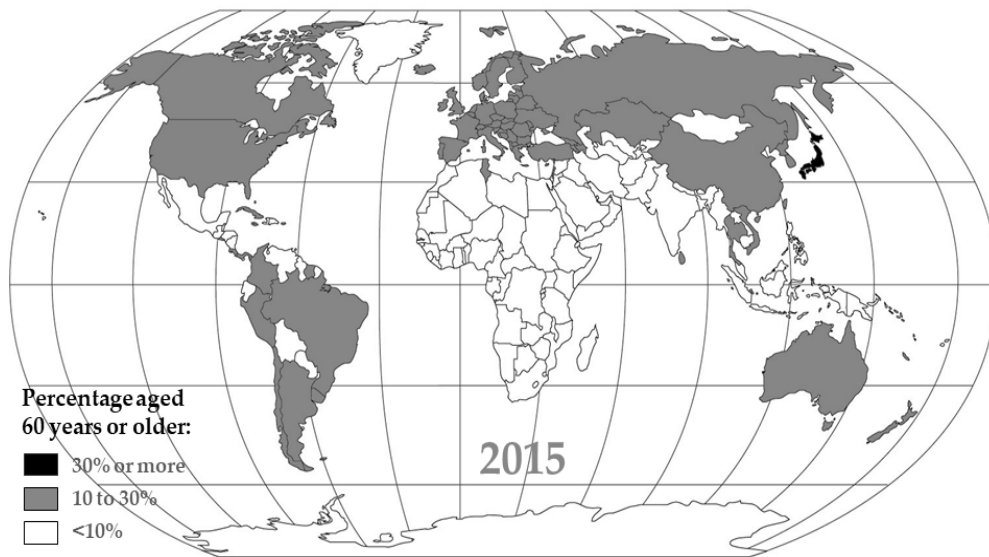 Percentage aged
60 years or older:
30% or more
10 to 30%
<10%
2015